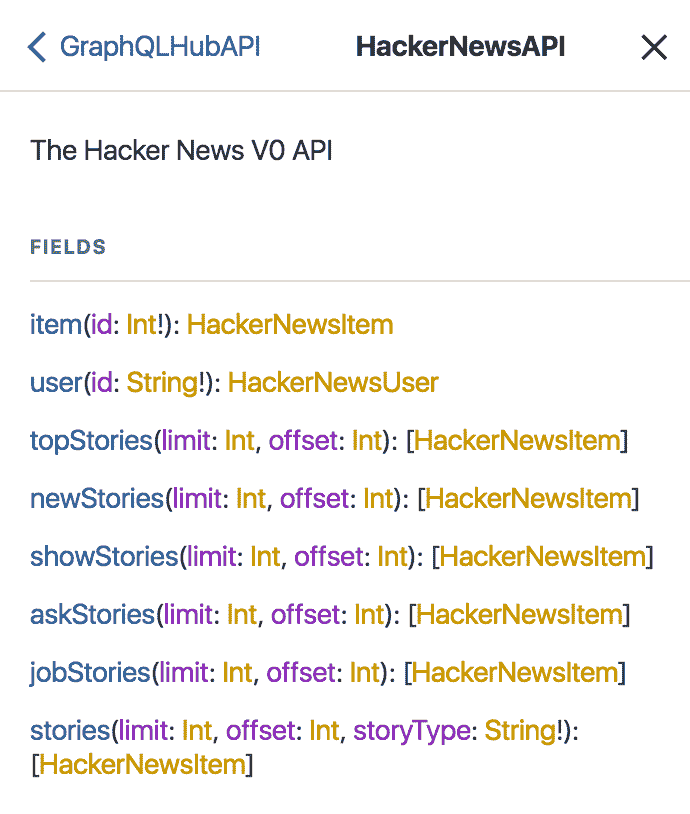 GraphQLHubAPI HackerNewsAPI
The Hacker News V0 API
FIELDS
item(id: Int!): HackerNewsItem
user(id: String!): HackerNewsUser
topStories(limit: Int, offset: Int): [HackerNewsItem]
newStories(limit: Int, offset: Int): [HackerNewsItem]
showStories(limit: Int, offset: Int): [HackerNewsItem]
askStories(limit: Int, offset: Int): [HackerNewsItem]
jobStories(limit: Int, offset: Int): [HackerNewsItem]
stories(limit: Int, offset: Int, storyType: String!):
[HackerNewsItem]